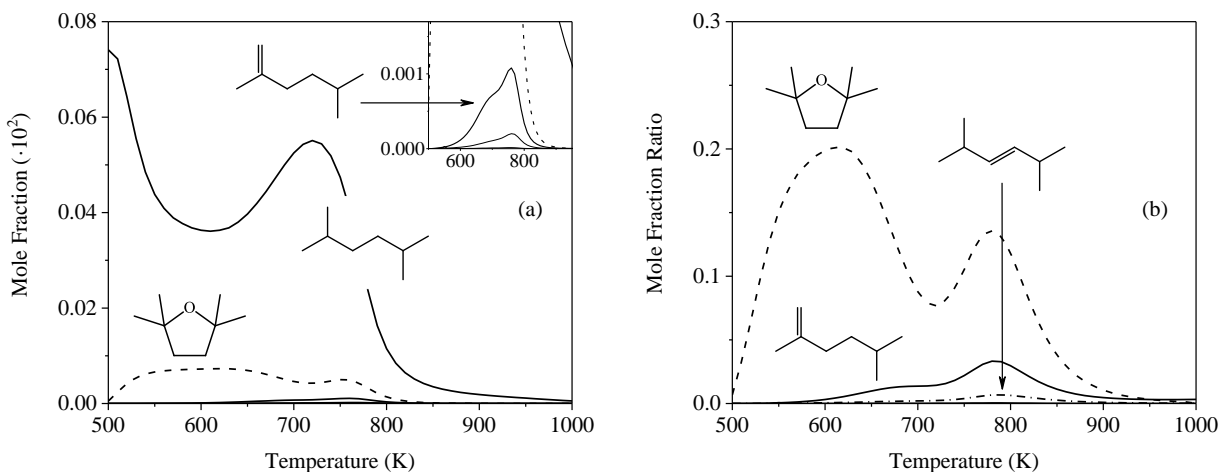 0.08
0.06
0.04
0.02
0.00
Mole Fraction (·10²)
500 600 700 800 900 1000
Temperature (K)
0.001
0.000
600 800
(a)
O
0.3
0.2
0.1
0.0
Mole Fraction Ratio
500 600 700 800 900 1000
Temperature (K)
(b)
O